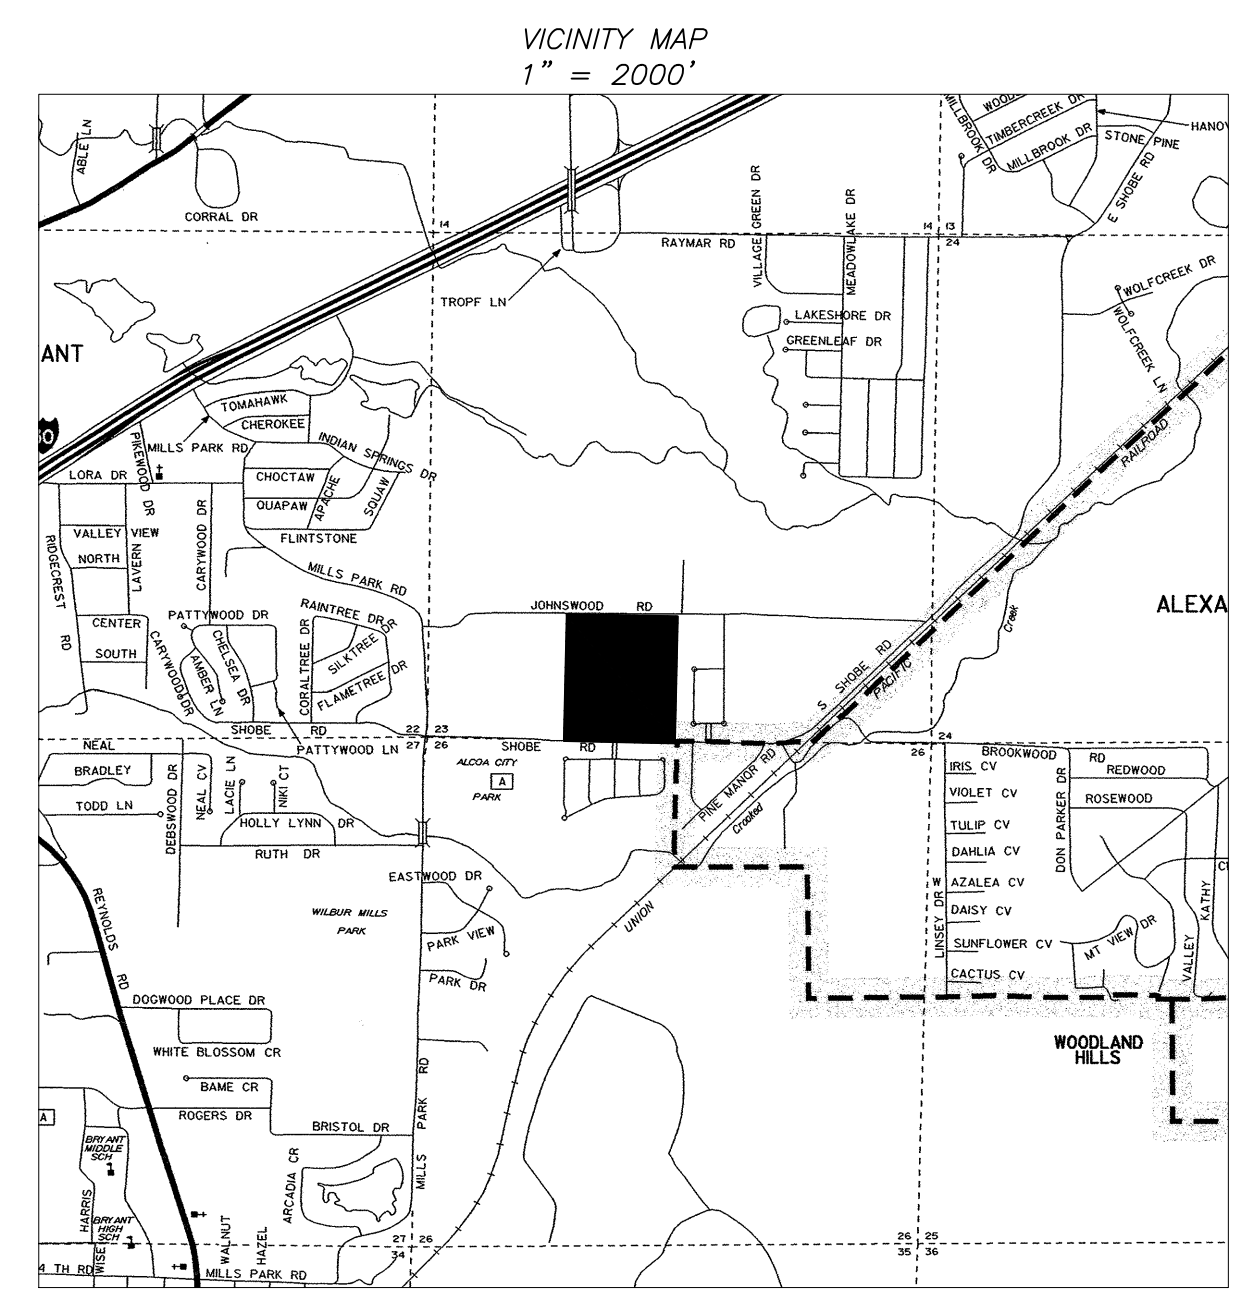 VICINITY MAP
1" = 2000'
ABLE LN
CORRAL DR
14
TROPF LN
RAYMAR RD
VILLAGE GREEN DR
MEADOWLAKE DR
LAKESHORE DR
GREENLEAF DR
MILLBROOK DR
TIMBERCREEK DR
MILLBROOK DR
STONE PINE
HANOV
E SHOBE RD
14 13
24
WOLFCREEK DR
WOLFCREEK LN
RAILROAD
ANT
TOMAHAWK
CHEROKEE
MILLS PARK RD
INDIAN SPRINGS DR
PIKEWOOD DR
LORA DR
CHOCTAW
QUAPAW
APACHE
SQUAW
FLINTSTONE
VALLEY VIEW
NORTH
LAVERN
CARYWOOD DR
RIDGECREST RD
MILLS PARK RD
CENTER
SOUTH
PATTYWOOD DR
CARYWOOD DR
AMBER LN
CHELSEA DR
CORALTREE DR
RAINTREE DR
SILKTREE DR
FLAMETREE DR
SHOBE RD
PATTYWOOD LN
22 23
27 26
JOHNSWOOD RD
SHOBE RD
S SHOBE RD
PACIFIC
Creek
ALEXA
24
26
NEAL
BRADLEY
TODD LN
DEBSWOOD DR
NEAL CV
LACIE LN
NIKI CT
HOLLY LYNN DR
RUTH DR
ALCOA CITY
A
PARK
PINE MANOR RD
Crooked
BROOKWOOD RD
IRIS CV
VIOLET CV
TULIP CV
DAHLIA CV
AZALEA CV
DAISY CV
SUNFLOWER CV
CACTUS CV
LINSEY DR W
DON PARKER DR
REDWOOD
ROSEWOOD
MT VIEW DR
VALLEY
KATHY
EASTWOOD DR
PARK VIEW
PARK DR
WILBUR MILLS
PARK
UNION
REYNOLDS RD
DOGWOOD PLACE DR
WHITE BLOSSOM CR
BAME CR
ROGERS DR
BRISTOL DR
ARCADIA CR
MILLS PARK RD
WOODLAND
HILLS
A
BRYANT
MIDDLE
SCH
HARRIS
BRYANT
HIGH
SCH
WISE
WALNUT
HAZEL
4 TH RD
MILLS PARK RD
27 26
34
26 25
35 36